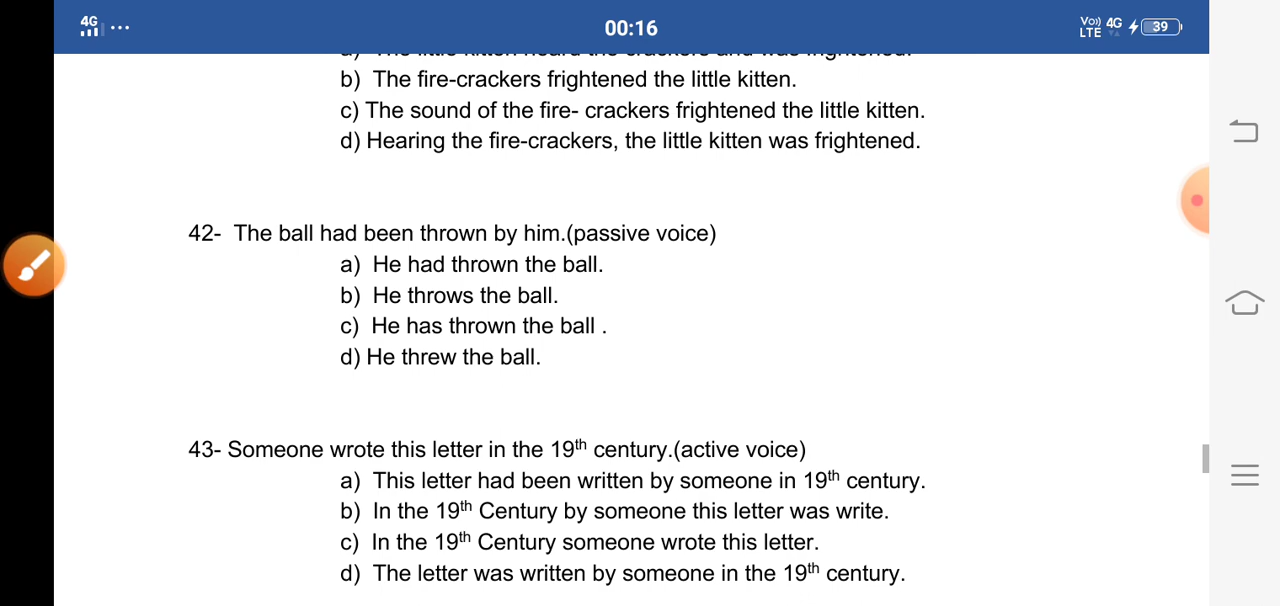 4G ... 00:16 Vo)) LTE 4G 39
b) The fire-crackers frightened the little kitten.
c) The sound of the fire- crackers frightened the little kitten.
d) Hearing the fire-crackers, the little kitten was frightened.
42- The ball had been thrown by him.(passive voice)
a) He had thrown the ball.
b) He throws the ball.
c) He has thrown the ball .
d) He threw the ball.
43- Someone wrote this letter in the 19th century.(active voice)
a) This letter had been written by someone in 19th century.
b) In the 19th Century by someone this letter was write.
c) In the 19th Century someone wrote this letter.
d) The letter was written by someone in the 19th century.